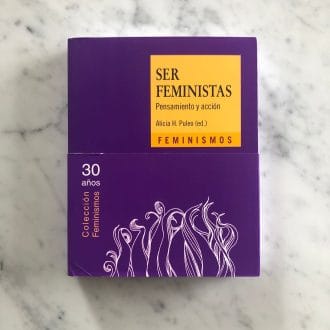 SER
FEMINISTAS
Pensamiento y acción
Alicia H. Puleo (ed.)
FEMINISMOS
30
años
Colección
Feminismos